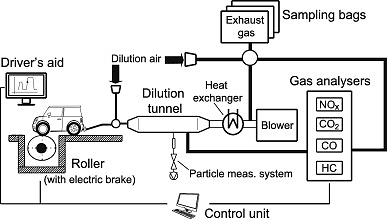 Sampling bags
Exhaust
gas
Driver's aid
Dilution air
Gas analysers
Heat
exchanger
Dilution
tunnel
NOx
CO2
CO
HC
Blower
Roller
(with electric brake)
Particle meas. system
Control unit